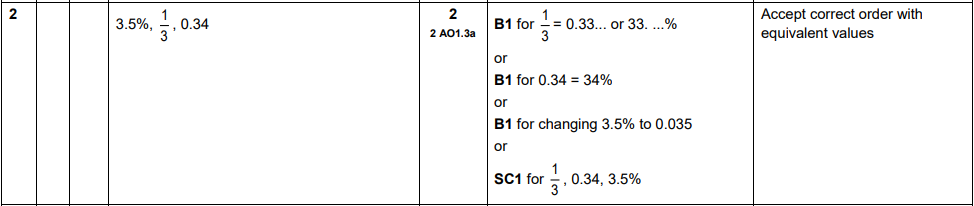 2
3.5%, 1/3, 0.34
2
2 AO1.3a
B1 for 1/3 = 0.33... or 33. ...%
or
B1 for 0.34 = 34%
or
B1 for changing 3.5% to 0.035
or
SC1 for 1/3, 0.34, 3.5%
Accept correct order with
equivalent values